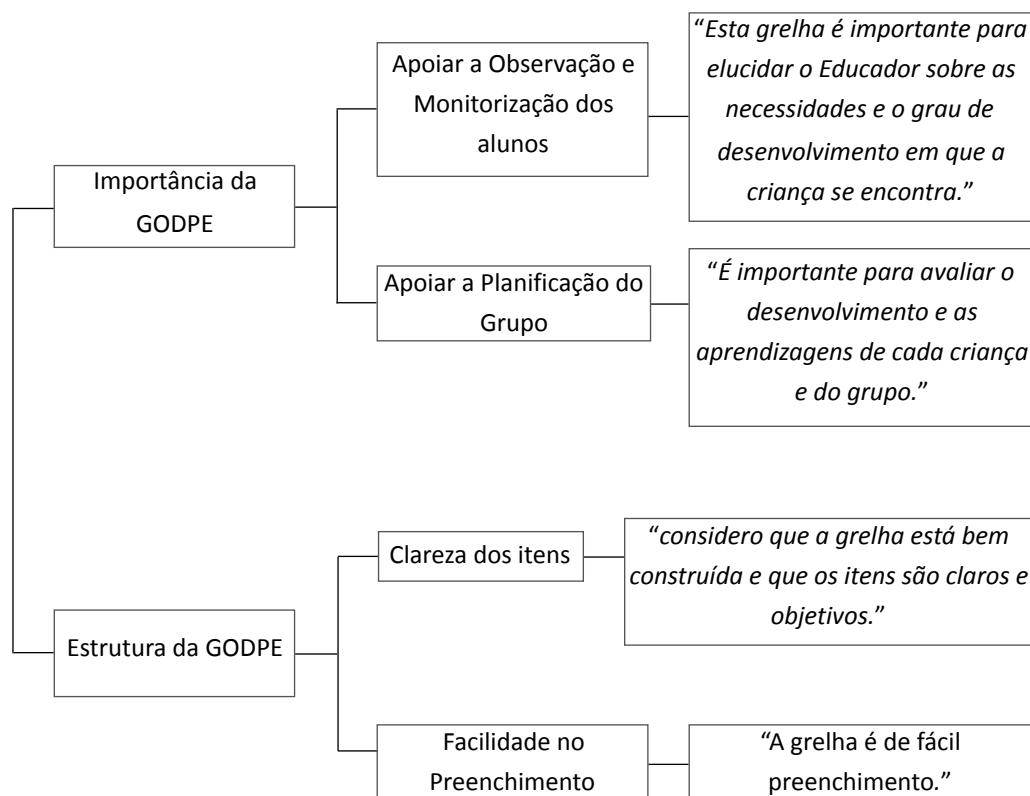 Importância da
GODPE
Apoiar a Observação e
Monitorização dos
alunos
“Esta grelha é importante para
elucidar o Educador sobre as
necessidades e o grau de
desenvolvimento em que a
criança se encontra.”
Apoiar a Planificação do
Grupo
“É importante para avaliar o
desenvolvimento e as
aprendizagens de cada criança
e do grupo.”
Estrutura da GODPE
Clareza dos itens
“considero que a grelha está bem
construída e que os itens são claros e
objetivos.”
Facilidade no
Preenchimento
“A grelha é de fácil
preenchimento.”